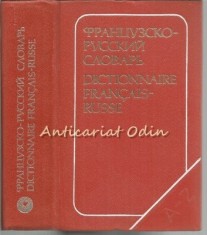 ФРАНЦУЗСКО-
РУССКИЙ
СЛОВАРЬ
DICTIONNAIRE
FRANÇAIS-
RUSSE
Anticariat Odin
ФРАНЦУЗСКО-РУССКИЙ СЛОВАРЬ
DICTIONNAIRE FRANÇAIS-RUSSE